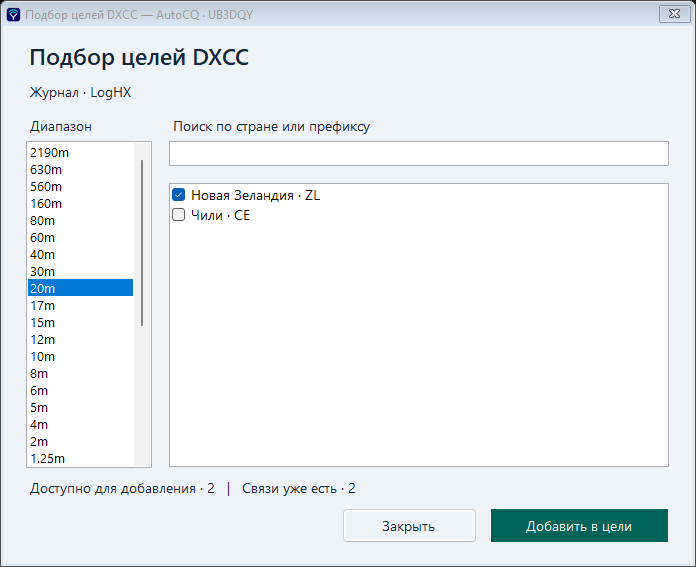 Подбор целей DXCC — AutoCQ · UB3DQY
Подбор целей DXCC
Журнал · LogHX
Диапазон
2190m
630m
560m
160m
80m
60m
40m
30m
20m
17m
15m
12m
10m
8m
6m
5m
4m
2m
1.25m
Поиск по стране или префиксу
Новая Зеландия · ZL
Чили · CE
Доступно для добавления · 2 | Связи уже есть · 2
Закрыть
Добавить в цели